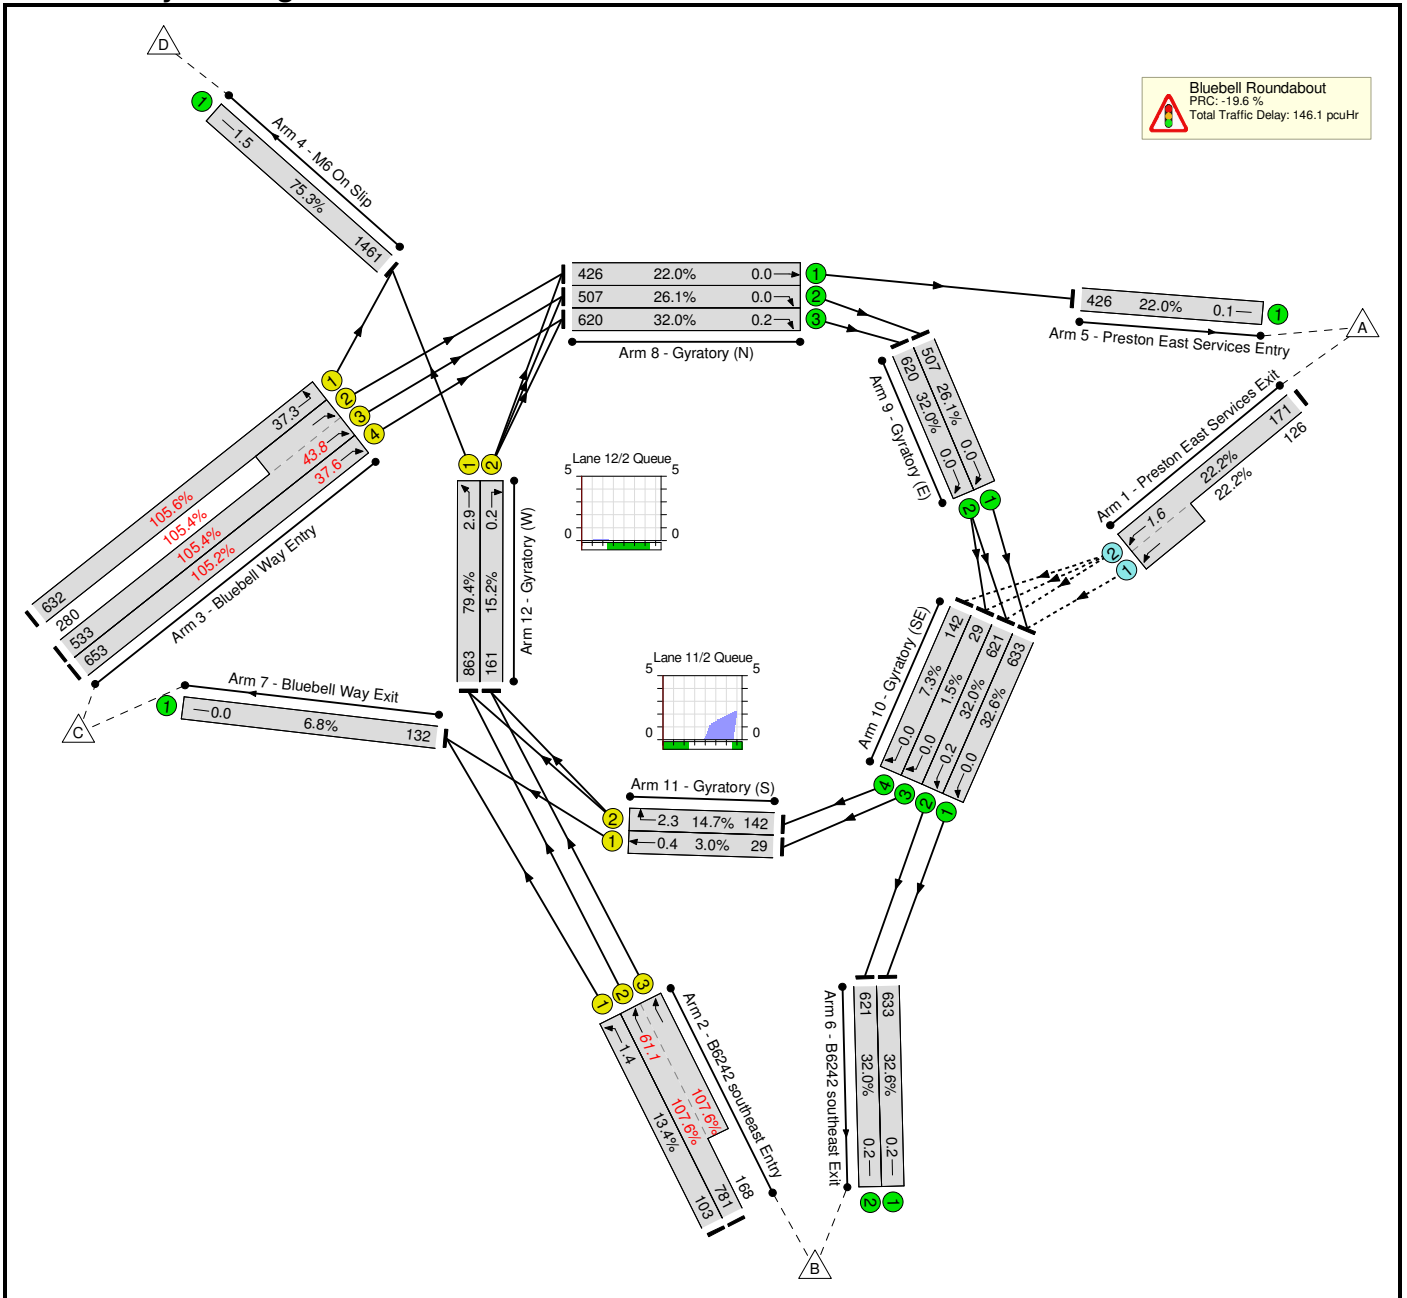 D
Bluebell Roundabout
PRC: -19.6 %
Total Traffic Delay: 146.1 pcuHr
1
1.5
75.3%
1461
Arm 4 - M6 On Slip
426 22.0% 0.0 1
507 26.1% 0.0 2
620 32.0% 0.2 3
Arm 8 - Gyratory (N)
426 22.0% 0.1 1
Arm 5 - Preston East Services Entry
A
507 26.1% 0.0 1
620 32.0% 0.0 2
Arm 9 - Gyratory (E)
Arm 1 - Preston East Services Exit
171 22.2% 1.6 2
126 22.2% 1
1
2
3
4
37.3
43.8
37.6
105.6%
105.4%
105.4%
105.2%
632
280
533
653
Arm 3 - Bluebell Way Entry
1 2
2.9 0.2
79.4% 15.2%
863 161
Arm 12 - Gyratory (W)
Lane 12/2 Queue
5 5
0 0
Lane 11/2 Queue
5 5
0 0
Arm 10 - Gyratory (SE)
142 7.3% 0.0 4
29 1.5% 0.0 3
621 32.0% 0.2 2
633 32.6% 0.0 1
C
Arm 7 - Bluebell Way Exit
1 0.0 6.8% 132
Arm 11 - Gyratory (S)
2 2.3 14.7% 142
1 0.4 3.0% 29
1 2 3
1.4 61.1
13.4% 107.6% 107.6%
103 781 168
Arm 2 - B6242 southeast Entry
Arm 6 - B6242 southeast Exit
621 633
32.0% 32.6%
0.2 0.2
2 1
B